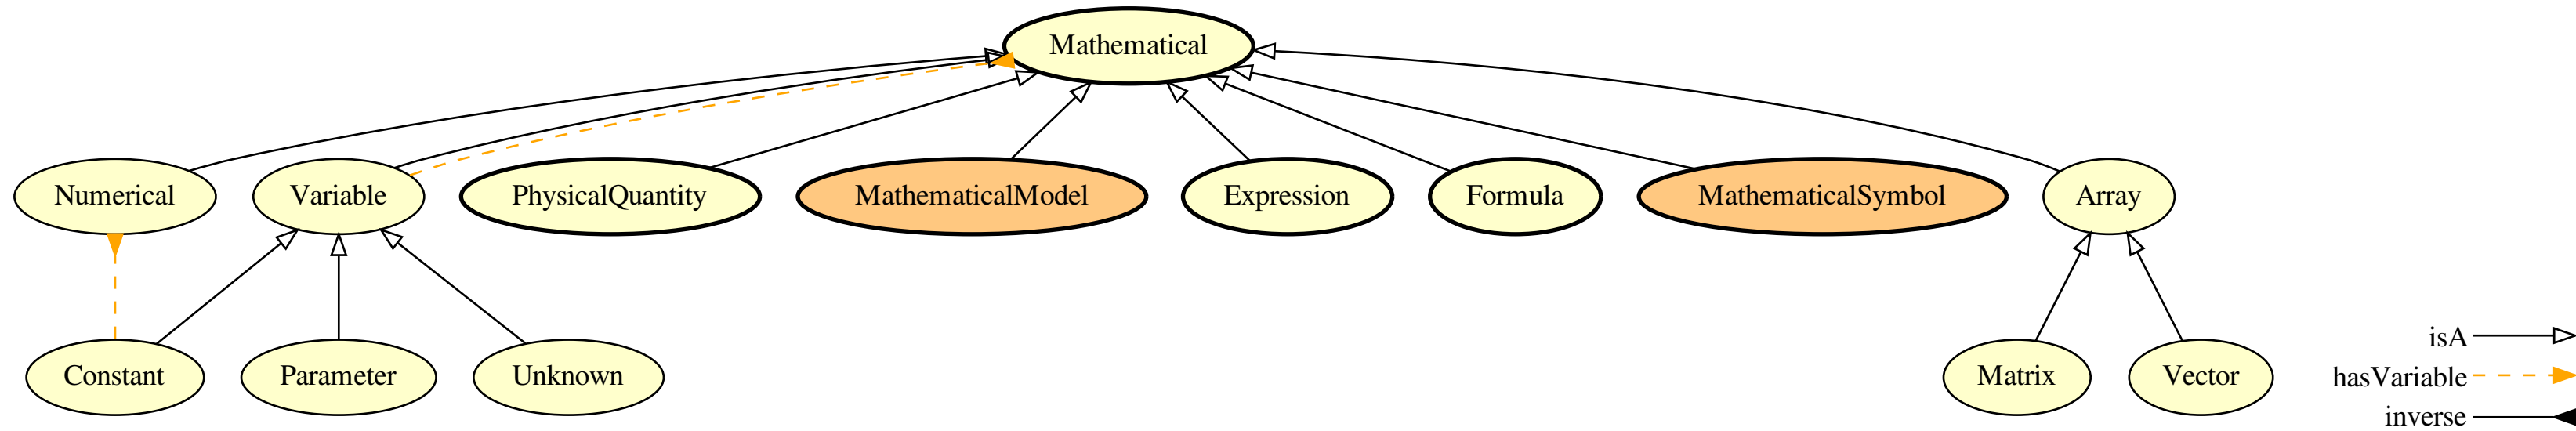 Mathematical
Numerical
Variable
PhysicalQuantity
MathematicalModel
Expression
Formula
MathematicalSymbol
Array
Constant
Parameter
Unknown
Matrix
Vector
isA
hasVariable
inverse